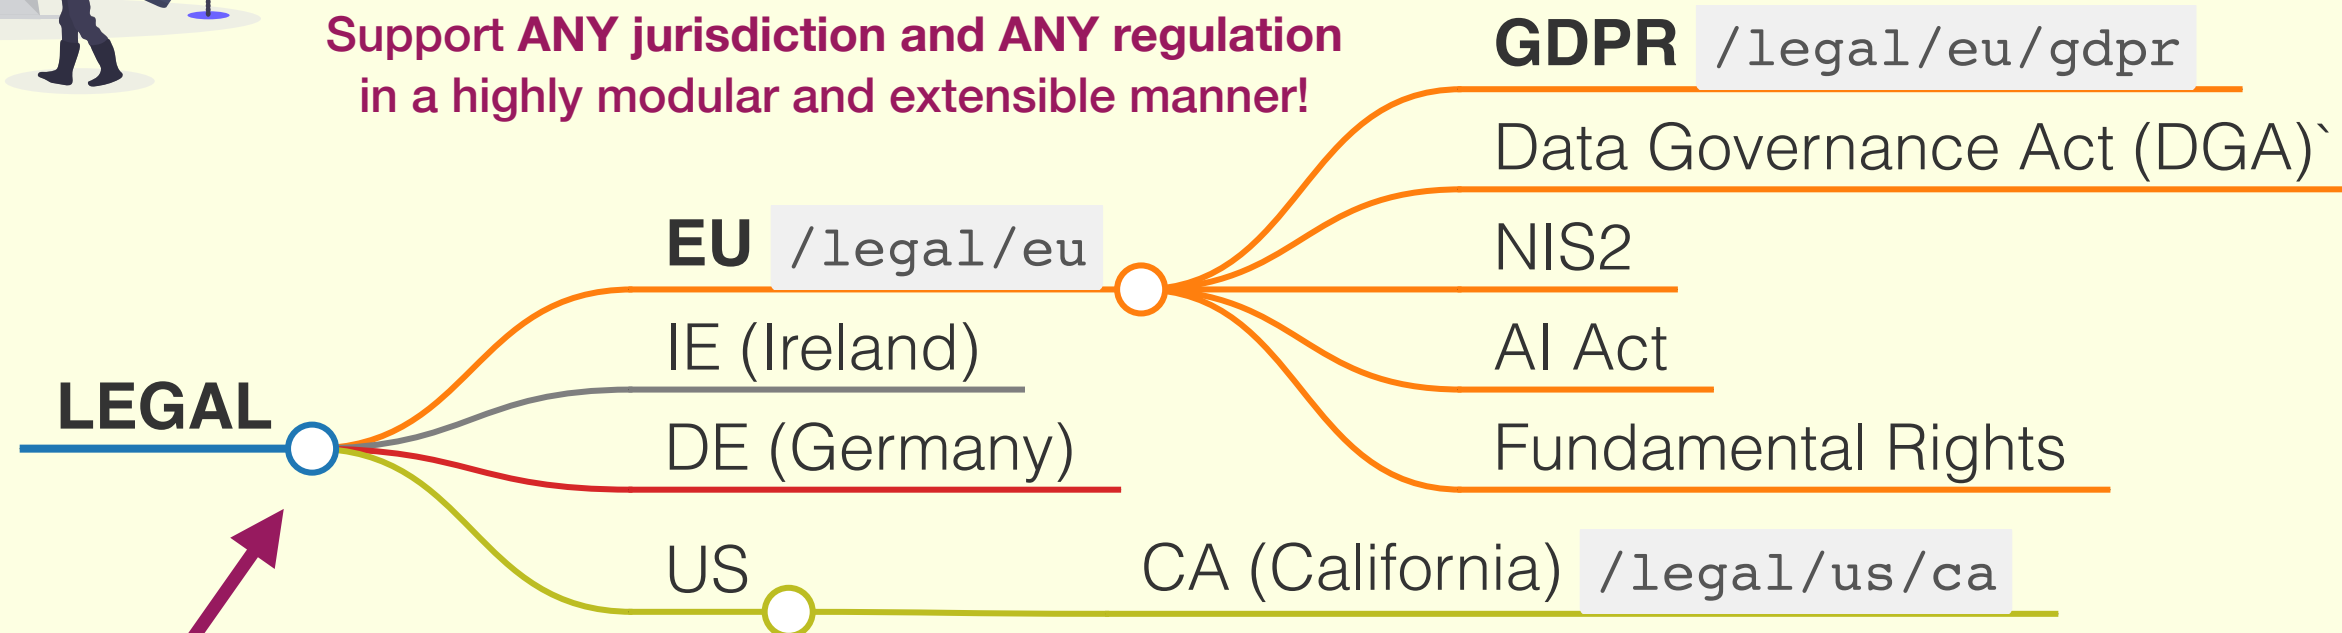 Support ANY jurisdiction and ANY regulation
in a highly modular and extensible manner!
GDPR /legal/eu/gdpr
Data Governance Act (DGA)`
EU /legal/eu
NIS2
IE (Ireland)
AI Act
LEGAL
DE (Germany)
Fundamental Rights
US
CA (California) /legal/us/ca